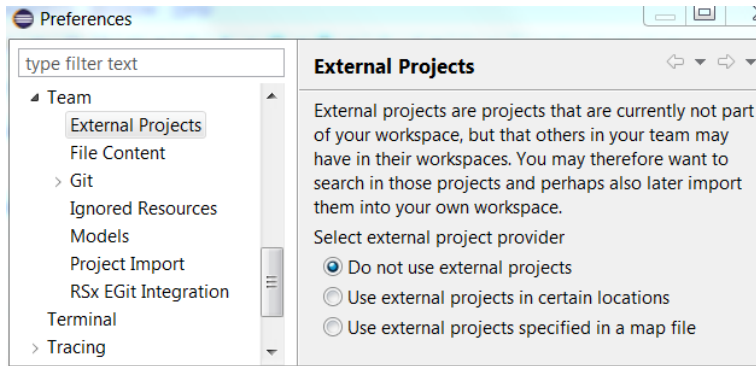 Preferences
type filter text
Team
External Projects
File Content
Git
Ignored Resources
Models
Project Import
RSx EGit Integration
Terminal
Tracing
External Projects
External projects are projects that are currently not part
of your workspace, but that others in your team may
have in their workspaces. You may therefore want to
search in those projects and perhaps also later import
them into your own workspace.
Select external project provider
Do not use external projects
Use external projects in certain locations
Use external projects specified in a map file